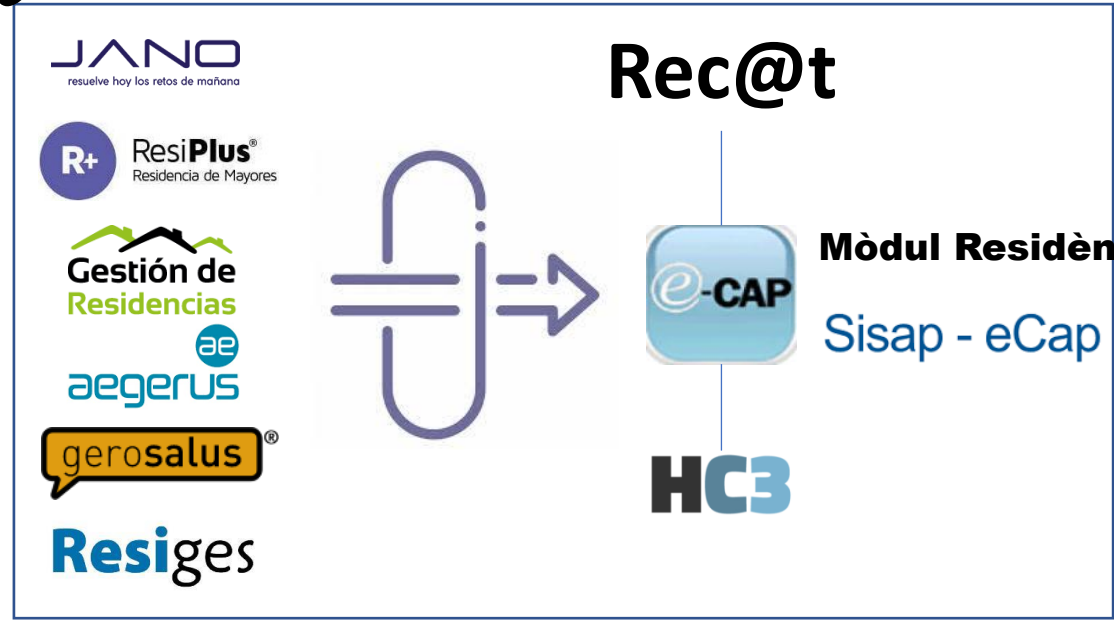 JANO
resuelve hoy los retos de mañana
Rec@t
R+
ResiPlus®
Residencia de Mayores
Gestión de
Residencias
ae
aegerus
e-CAP
Mòdul Residèn
Sisap - eCap
gerosalus®
HC3
Resiges